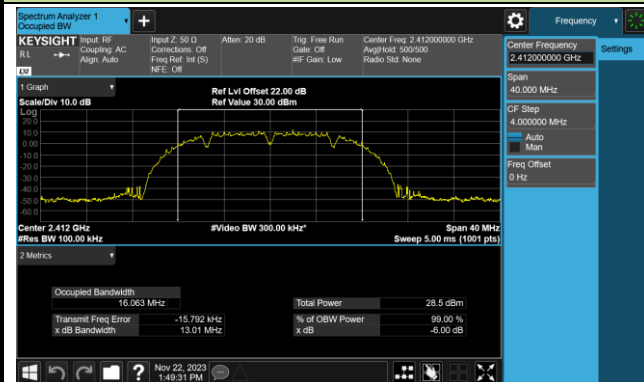 Spectrum Analyzer 1
Occupied BW
Frequency
KEYSIGHT
RL
Input: RF
Coupling: AC
Align: Auto
Input Z: 50 Ω
Corrections: Off
Freq Ref: Int (S)
NFE: Off
Atten: 20 dB
Trig: Free Run
Gate: Off
#IF Gain: Low
Center Freq: 2.412000000 GHz
Avg|Hold: 500/500
Radio Std: None
Center Frequency
2.412000000 GHz
Settings
Span
40.000 MHz
CF Step
4.000000 MHz
Auto
Man
Freq Offset
0 Hz
1 Graph
Scale/Div 10.0 dB
Ref Lvl Offset 22.00 dB
Ref Value 30.00 dBm
Log
20.0
10.0
0.00
-10.0
-20.0
-30.0
-40.0
-50.0
-60.0
Center 2.412 GHz
#Res BW 100.00 kHz
#Video BW 300.00 kHz*
Span 40 MHz
Sweep 5.00 ms (1001 pts)
2 Metrics
Occupied Bandwidth
16.063 MHz
Total Power 28.5 dBm
Transmit Freq Error -15.792 kHz
% of OBW Power 99.00 %
x dB Bandwidth 13.01 MHz
x dB -6.00 dB
Nov 22, 2023
1:49:31 PM